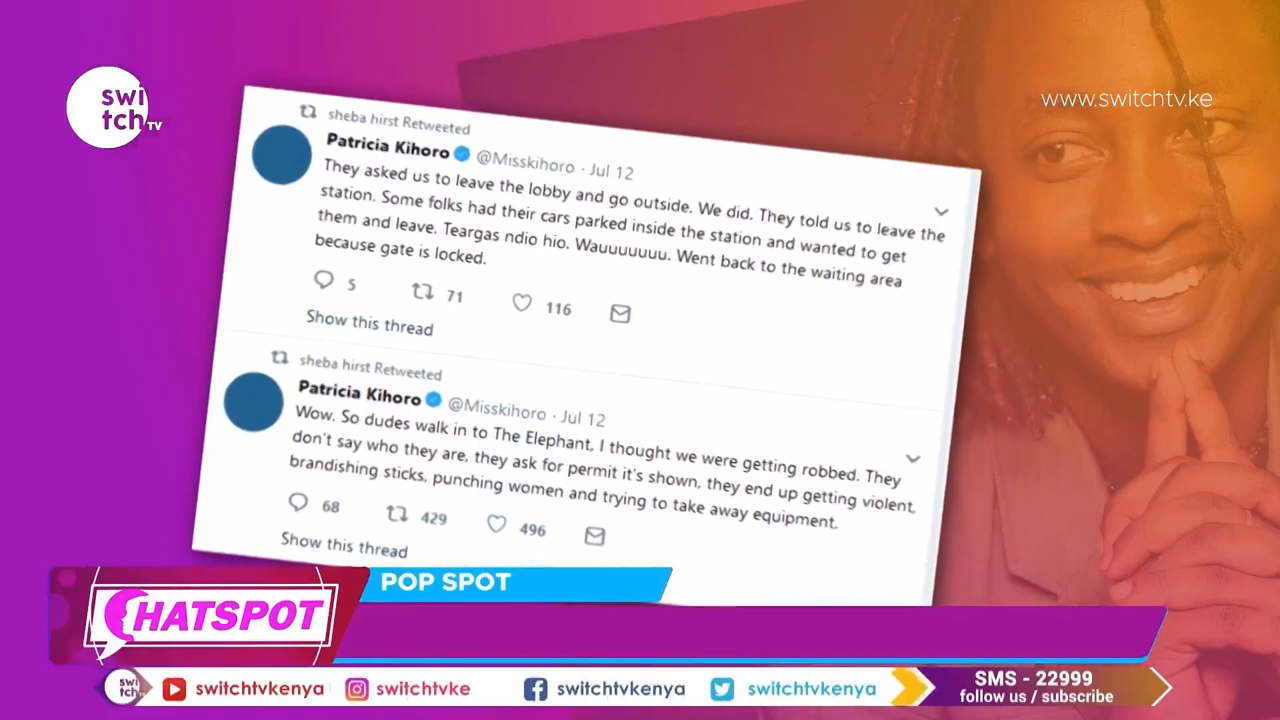 swi
tch TV
www.switchtv.ke
sheba hirst Retweeted
Patricia Kihoro @Misskihoro · Jul 12
They asked us to leave the lobby and go outside. We did. They told us to leave the
station. Some folks had their cars parked inside the station and wanted to get
them and leave. Teargas ndio hio. Wauuuuuuu. Went back to the waiting area
because gate is locked.
5 71 116
Show this thread
sheba hirst Retweeted
Patricia Kihoro @Misskihoro · Jul 12
Wow. So dudes walk in to The Elephant, I thought we were getting robbed. They
don't say who they are, they ask for permit it's shown, they end up getting violent,
brandishing sticks, punching women and trying to take away equipment.
68 429 496
Show this thread
POP SPOT
CHATSPOT
swi
tch TV
switchtvkenya switchtvke switchtvkenya switchtvkenya
SMS - 22999
follow us / subscribe